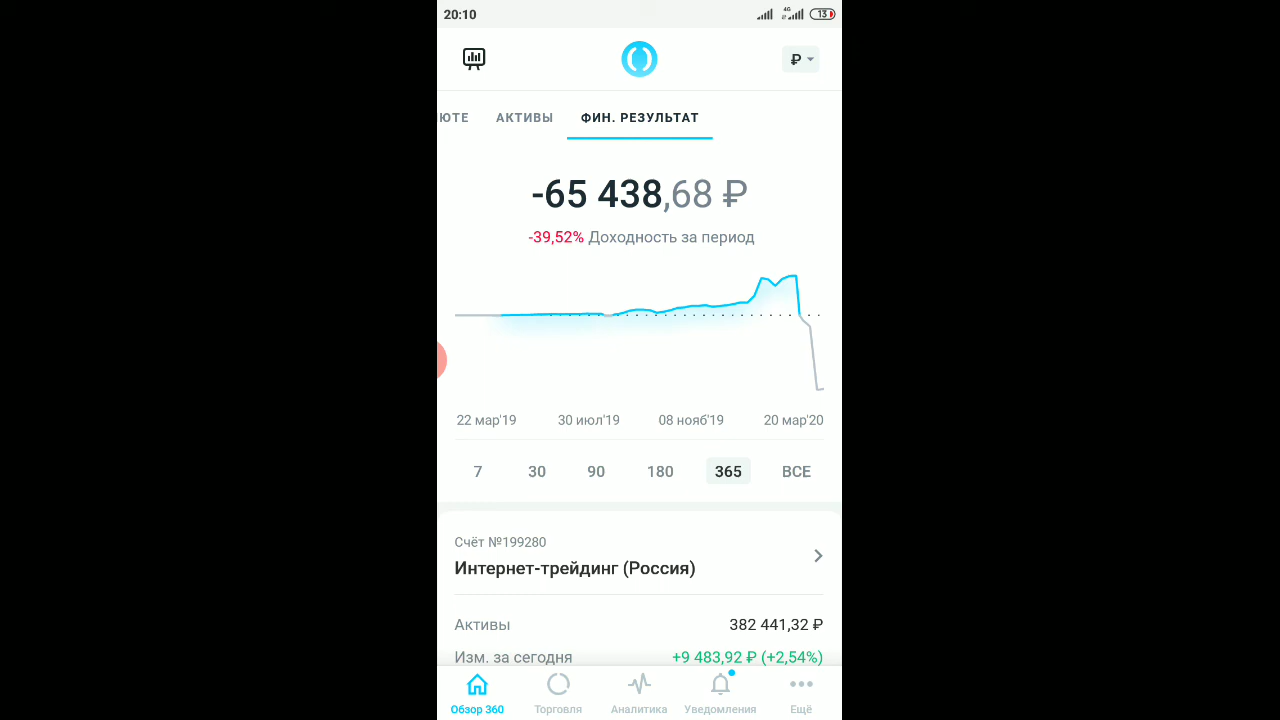 20:10
4G
13
₽
ЮТЕ АКТИВЫ ФИН. РЕЗУЛЬТАТ
-65 438,68 ₽
-39,52% Доходность за период
22 мар'19 30 июл'19 08 нояб'19 20 мар'20
7 30 90 180 365 ВСЕ
Счёт №199280
Интернет-трейдинг (Россия)
Активы 382 441,32 ₽
Изм. за сегодня +9 483,92 ₽ (+2,54%)
Обзор 360 Торговля Аналитика Уведомления Ещё